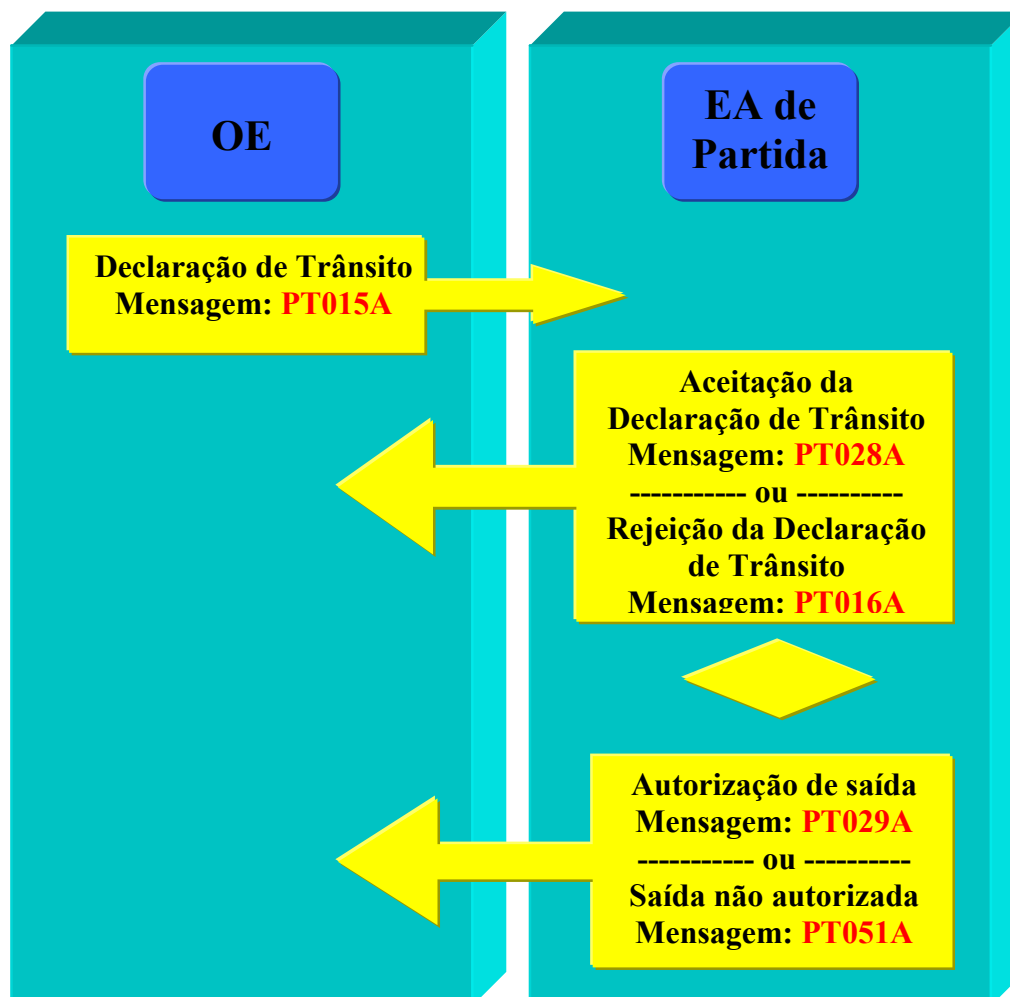 OE
EA de
Partida
Declaração de Trânsito
Mensagem: PT015A
Aceitação da
Declaração de Trânsito
Mensagem: PT028A
----------- ou ----------
Rejeição da Declaração
de Trânsito
Mensagem: PT016A
Autorização de saída
Mensagem: PT029A
----------- ou ----------
Saída não autorizada
Mensagem: PT051A